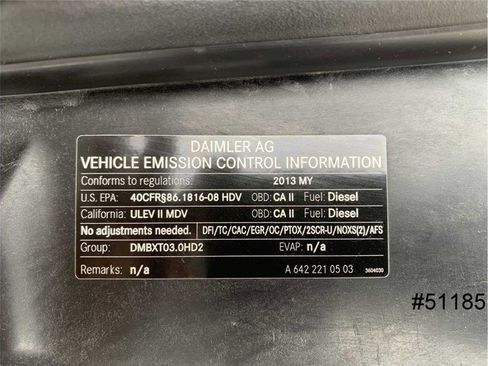 DAIMLER AG
VEHICLE EMISSION CONTROL INFORMATION
Conforms to regulations: 2013 MY
U.S. EPA: 40CFR§86.1816-08 HDV OBD: CA II Fuel: Diesel
California: ULEV II MDV OBD: CA II Fuel: Diesel
No adjustments needed. DFI/TC/CAC/EGR/OC/PTOX/2SCR-U/NOXS(2)/AFS
Group: DMBXT03.0HD2 EVAP: n/a
Remarks: n/a A 642 221 05 03 3604030
#51185